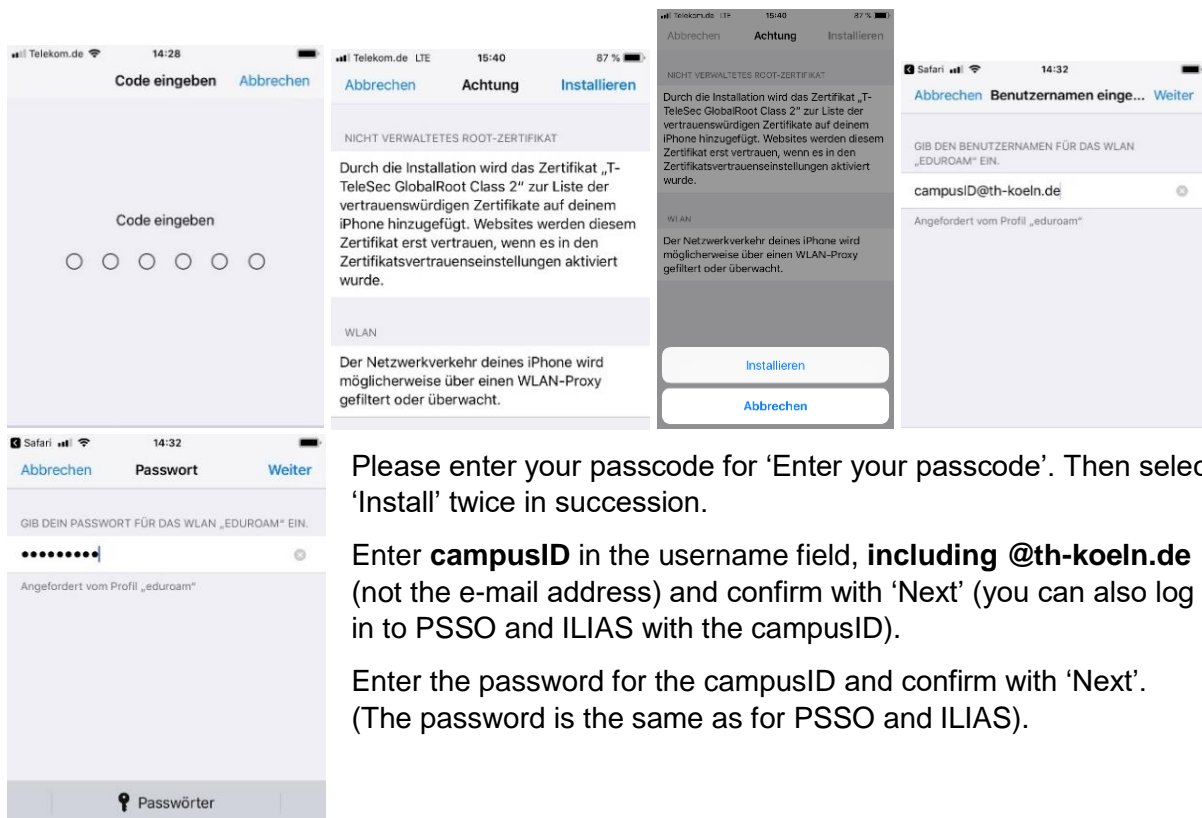 Telekom.de 14:28
Code eingeben Abbrechen
Code eingeben
Telekom.de LTE 15:40 87 %
Abbrechen Achtung Installieren
NICHT VERWALTETES ROOT-ZERTIFIKAT
Durch die Installation wird das Zertifikat „T-
TeleSec GlobalRoot Class 2“ zur Liste der
vertrauenswürdigen Zertifikate auf deinem
iPhone hinzugefügt. Websites werden diesem
Zertifikat erst vertrauen, wenn es in den
Zertifikatsvertrauenseinstellungen aktiviert
wurde.
WLAN
Der Netzwerkverkehr deines iPhone wird
möglicherweise über einen WLAN-Proxy
gefiltert oder überwacht.
Telekom.de LTE 15:40 87 %
Abbrechen Achtung Installieren
NICHT VERWALTETES ROOT-ZERTIFIKAT
Durch die Installation wird das Zertifikat „T-
TeleSec GlobalRoot Class 2“ zur Liste der
vertrauenswürdigen Zertifikate auf deinem
iPhone hinzugefügt. Websites werden diesem
Zertifikat erst vertrauen, wenn es in den
Zertifikatsvertrauenseinstellungen aktiviert
wurde.
WLAN
Der Netzwerkverkehr deines iPhone wird
möglicherweise über einen WLAN-Proxy
gefiltert oder überwacht.
Installieren
Abbrechen
Safari 14:32
Abbrechen Benutzernamen einge... Weiter
GIB DEN BENUTZERNAMEN FÜR DAS WLAN
„EDUROAM“ EIN.
campusID@th-koeln.de
Angefordert vom Profil „eduroam“
Safari 14:32
Abbrechen Passwort Weiter
GIB DEIN PASSWORT FÜR DAS WLAN „EDUROAM“ EIN.
Angefordert vom Profil „eduroam“
Passwörter
Please enter your passcode for ‘Enter your passcode’. Then selec
‘Install’ twice in succession.
Enter campusID in the username field, including @th-koeln.de
(not the e-mail address) and confirm with ‘Next’ (you can also log
in to PSSO and ILIAS with the campusID).
Enter the password for the campusID and confirm with ‘Next’.
(The password is the same as for PSSO and ILIAS).